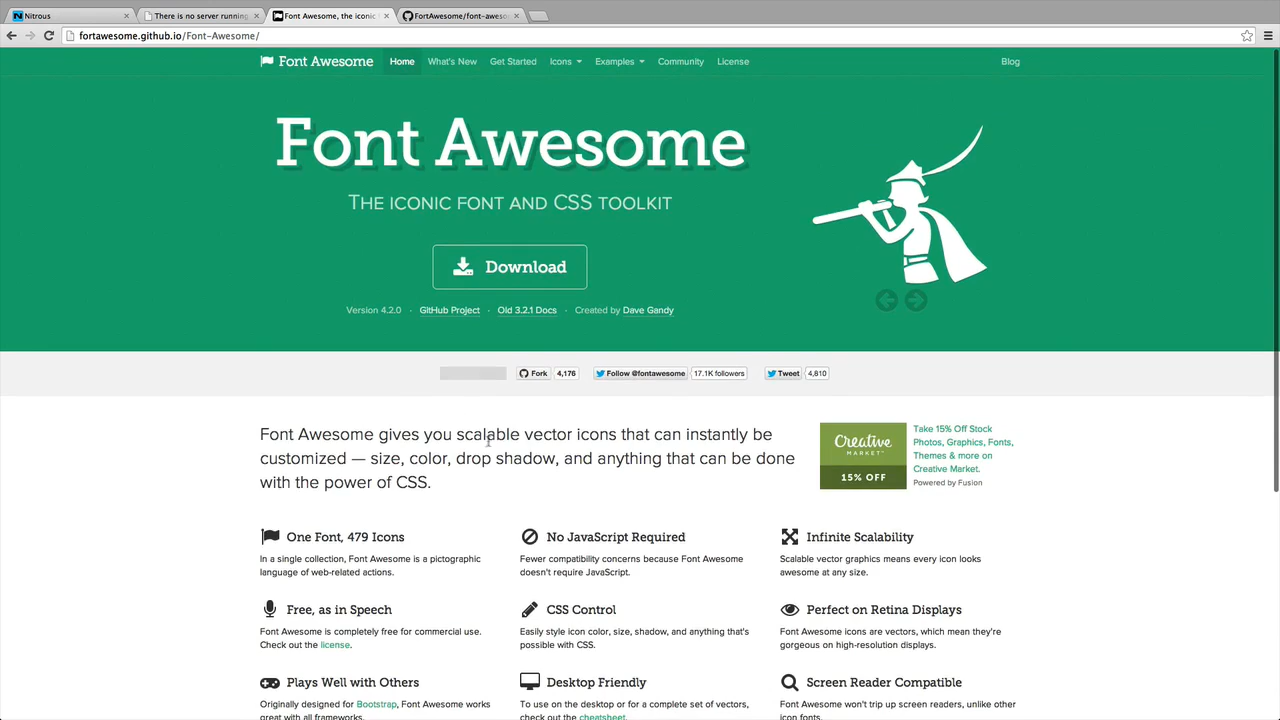 Nitrous
There is no server running
Font Awesome, the iconic
FortAwesome/font-aweso
fortawesome.github.io/Font-Awesome/
Font Awesome Home What's New Get Started Icons Examples Community License Blog
Font Awesome
THE ICONIC FONT AND CSS TOOLKIT
Download
Version 4.2.0 · GitHub Project · Old 3.2.1 Docs · Created by Dave Gandy
Fork 4,176 Follow @fontawesome 17.1K followers Tweet 4,810
Font Awesome gives you scalable vector icons that can instantly be
customized — size, color, drop shadow, and anything that can be done
with the power of CSS.
Creative
MARKET
15% OFF
Take 15% Off Stock
Photos, Graphics, Fonts,
Themes & more on
Creative Market.
Powered by Fusion
One Font, 479 Icons
In a single collection, Font Awesome is a pictographic
language of web-related actions.
No JavaScript Required
Fewer compatibility concerns because Font Awesome
doesn't require JavaScript.
Infinite Scalability
Scalable vector graphics means every icon looks
awesome at any size.
Free, as in Speech
Font Awesome is completely free for commercial use.
Check out the license.
CSS Control
Easily style icon color, size, shadow, and anything that's
possible with CSS.
Perfect on Retina Displays
Font Awesome icons are vectors, which mean they're
gorgeous on high-resolution displays.
Plays Well with Others
Originally designed for Bootstrap, Font Awesome works
great with all frameworks.
Desktop Friendly
To use on the desktop or for a complete set of vectors,
check out the cheatsheet.
Screen Reader Compatible
Font Awesome won't trip up screen readers, unlike other
icon fonts.